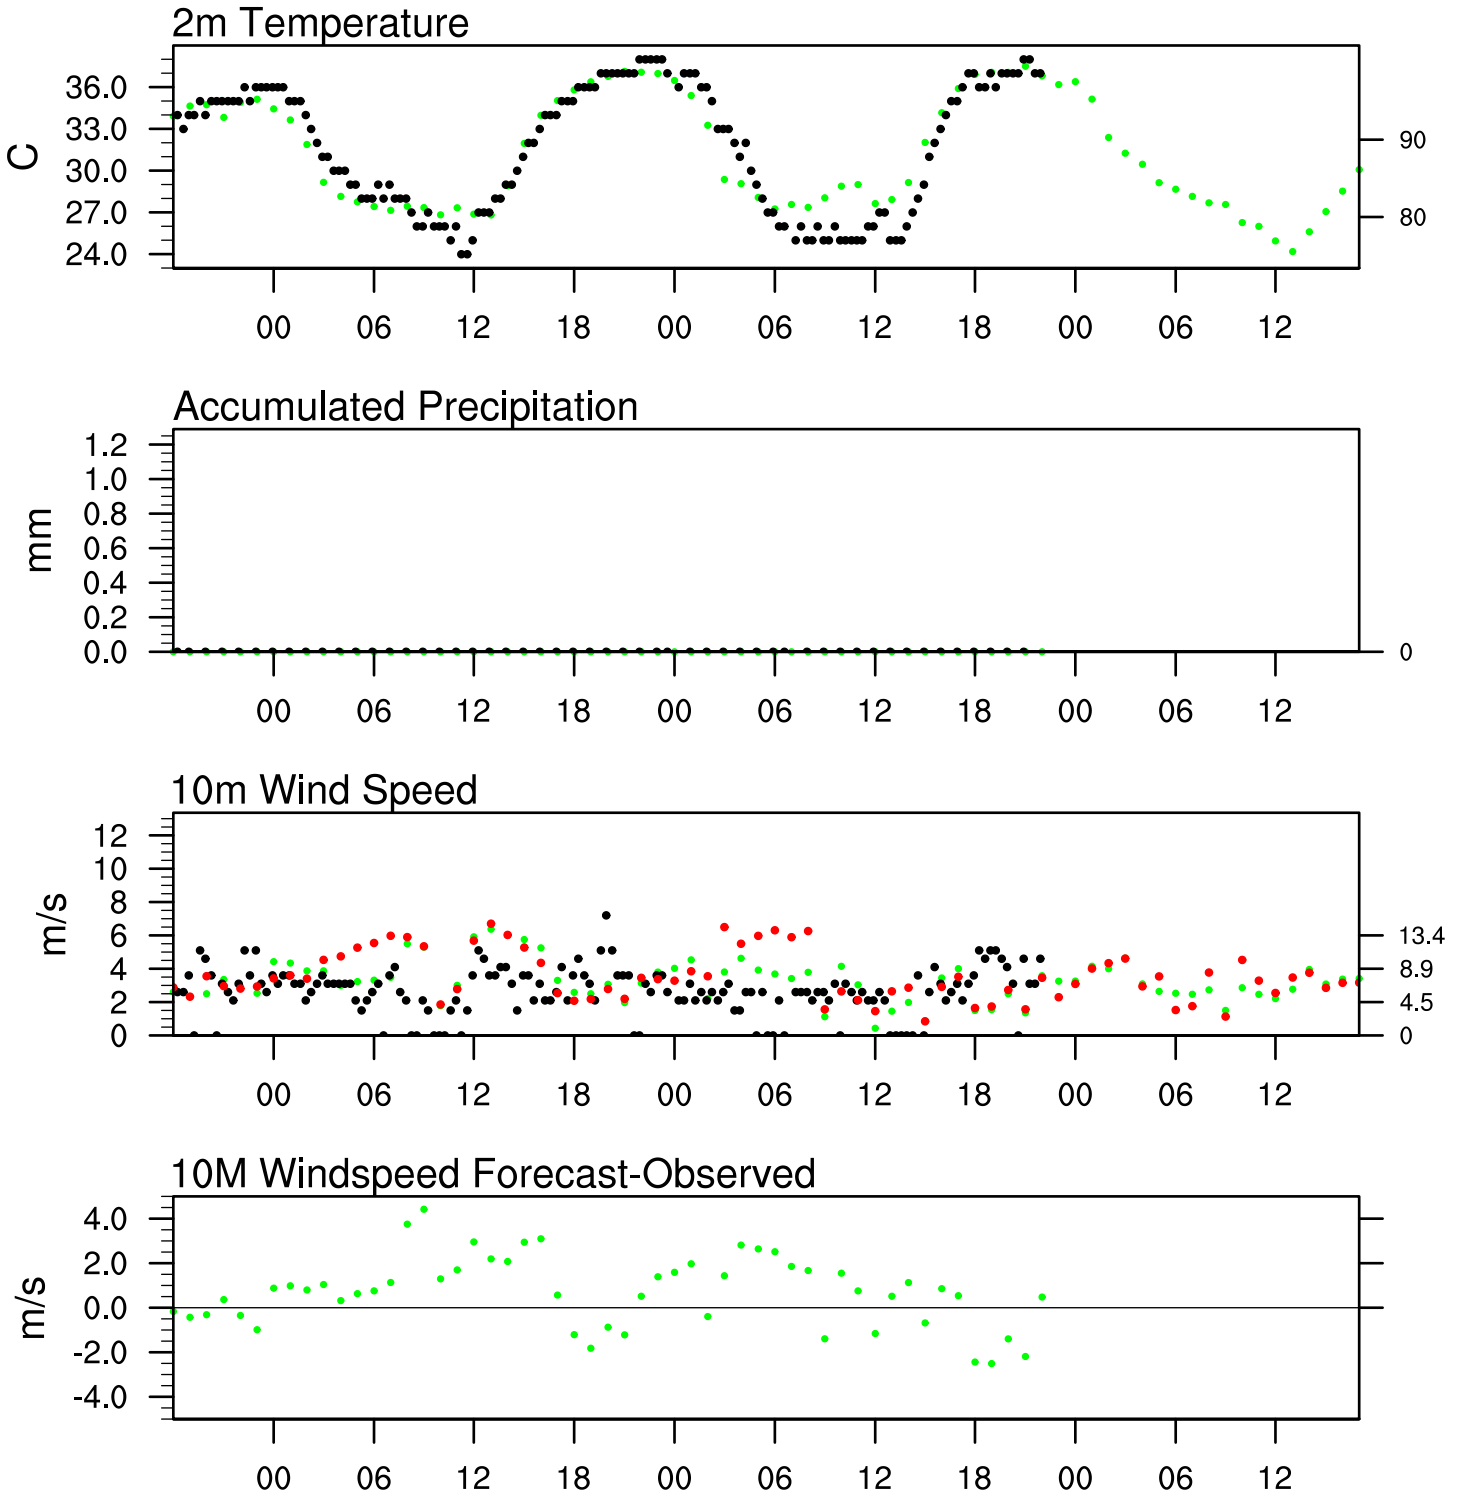 2m Temperature
36.0
33.0
30.0
27.0
24.0
C
90
80
00 06 12 18 00 06 12 18 00 06 12
Accumulated Precipitation
1.2
1.0
0.8
0.6
0.4
0.2
0.0
mm
0
00 06 12 18 00 06 12 18 00 06 12
10m Wind Speed
12
10
8
6
4
2
0
m/s
13.4
8.9
4.5
0
00 06 12 18 00 06 12 18 00 06 12
10M Windspeed Forecast-Observed
4.0
2.0
0.0
-2.0
-4.0
m/s
00 06 12 18 00 06 12 18 00 06 12